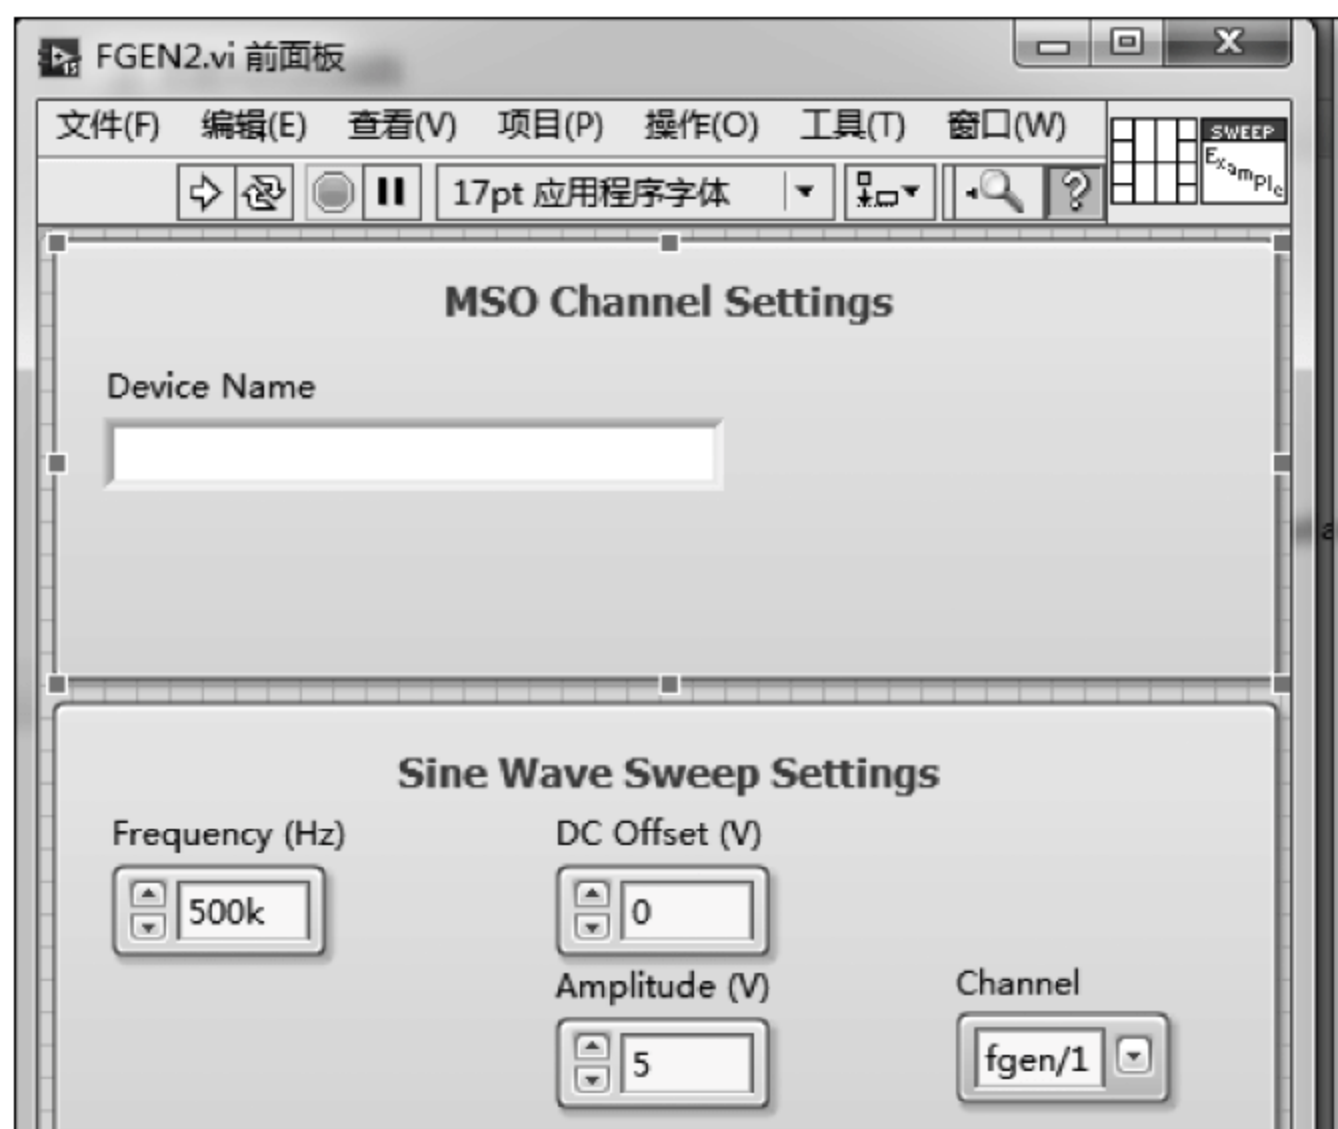 FGEN2.vi 前面板
文件(F) 编辑(E) 查看(V) 项目(P) 操作(O) 工具(T) 窗口(W)
SWEEP
Example
17pt 应用程序字体
MSO Channel Settings
Device Name
Sine Wave Sweep Settings
Frequency (Hz) DC Offset (V)
500k 0
Amplitude (V) Channel
5 fgen/1